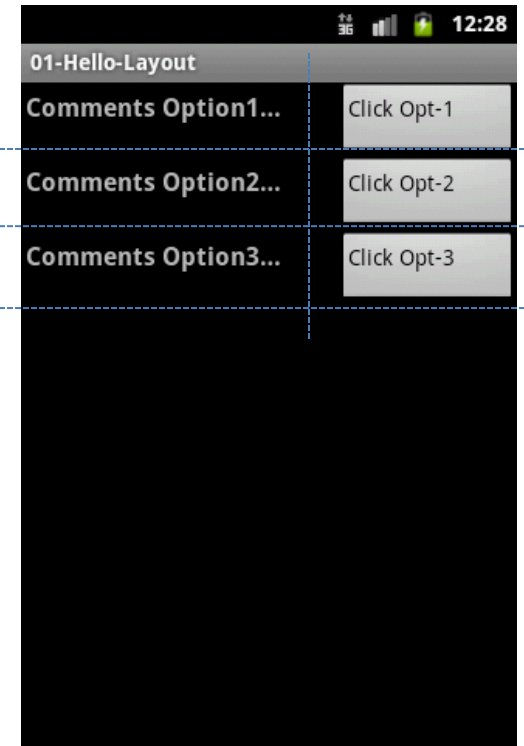 3G 12:28
01-Hello-Layout
Comments Option1... Click Opt-1
Comments Option2... Click Opt-2
Comments Option3... Click Opt-3